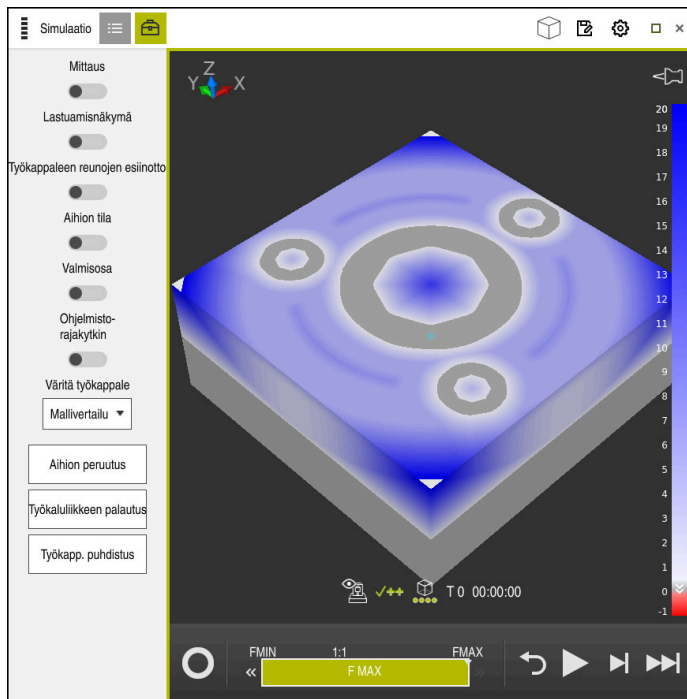 Simulaatio
Mittaus
Lastuamisnäkymä
Työkappaleen reunojen esiinotto
Aihion tila
Valmisosa
Ohjelmisto-
rajakytkin
Väritä työkappale
Mallivertailu
Aihion peruutus
Työkaluliikkeen palautus
Työkapp. puhdistus
Z
Y X
20
19
18
17
16
15
14
13
12
11
10
9
8
7
6
5
4
3
2
1
0
-1
T 0 00:00:00
FMIN 1:1 FMAX
F MAX